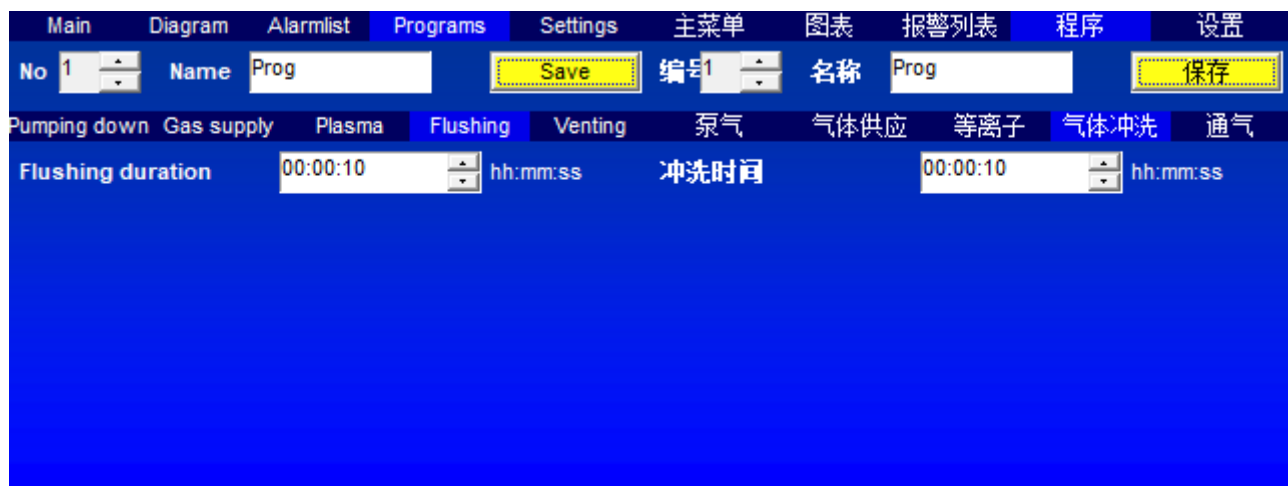 Main Diagram Alarmlist Programs Settings 主菜单 图表 报警列表 程序 设置
No 1 Name Prog Save 编号 1 名称 Prog 保存
Pumping down Gas supply Plasma Flushing Venting 泵气 气体供应 等离子 气体冲洗 通气
Flushing duration 00:00:10 hh:mm:ss 冲洗时间 00:00:10 hh:mm:ss